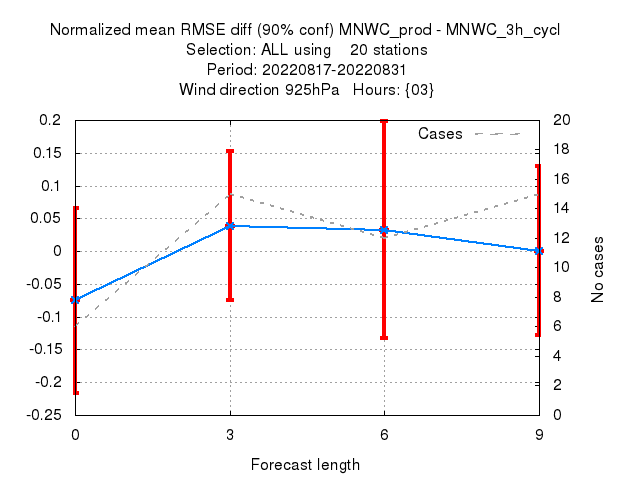 Normalized mean RMSE diff (90% conf) MNWC_prod - MNWC_3h_cycl
Selection: ALL using    20 stations
Period: 20220817-20220831
Wind direction 925hPa   Hours: {03}
Cases
0.2
0.15
0.1
0.05
0
-0.05
-0.1
-0.15
-0.2
-0.25
20
18
16
14
12
10
8
6
4
2
0
No cases
0 3 6 9
Forecast length